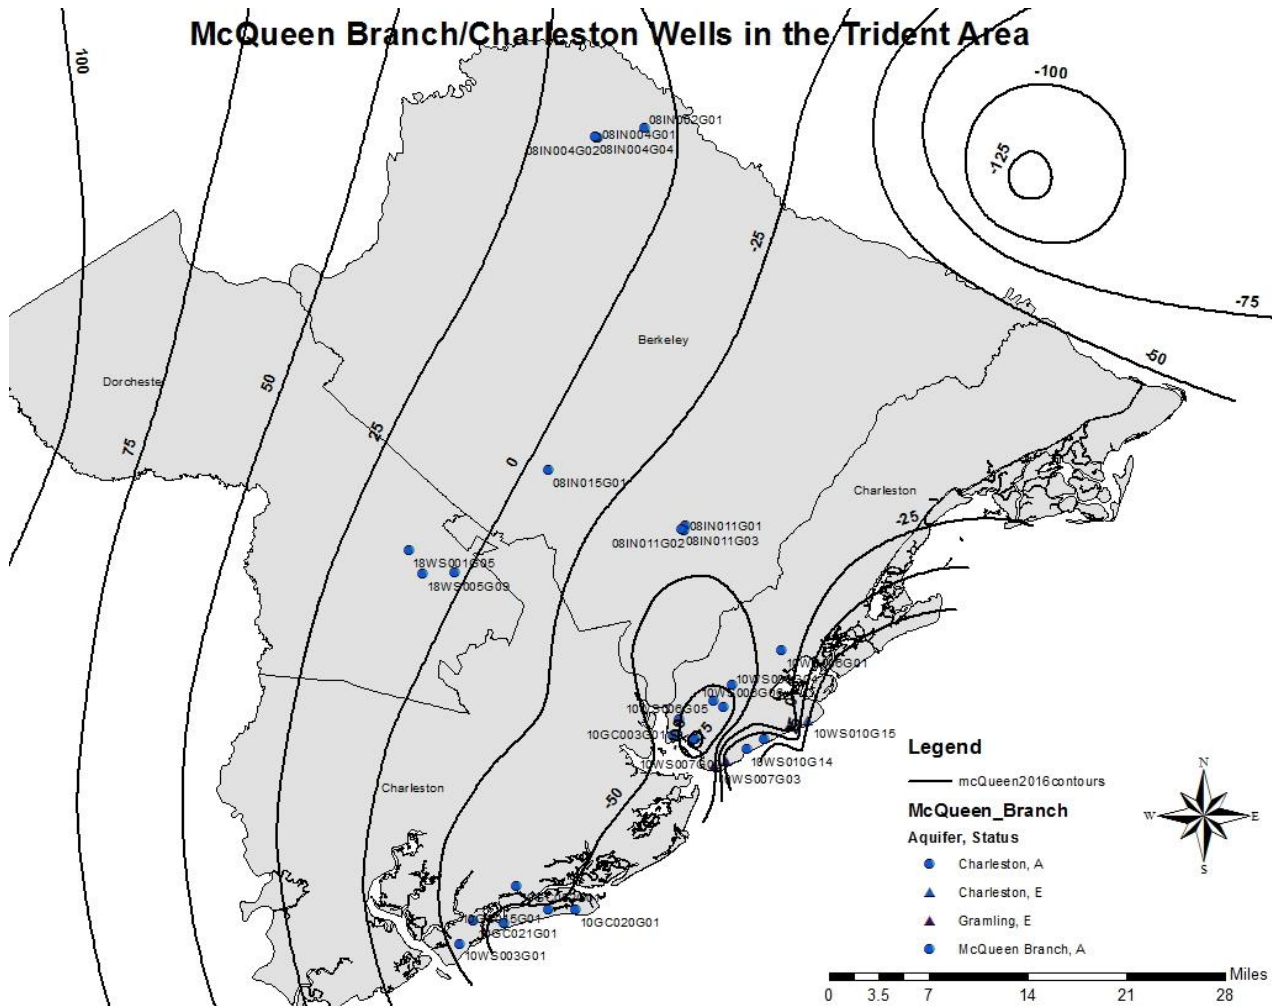 McQueen Branch/Charleston Wells in the Trident Area
100
-100
-125
08IN002G01
08IN004G01
08IN004G02
08IN004G04
-25
-75
-50
Berkeley
Dorchester
50
25
75
0
08IN015G01
Charleston
-25
08IN011G01
08IN011G02
08IN011G03
18WS001G05
18WS005G09
10WS010G15
10GC003G01
10WS010G14
10WS007G03
Charleston
-50
10GC020G01
10GC021G01
10WS003G01
Legend
mcQueen2016contours
McQueen_Branch
Aquifer, Status
Charleston, A
Charleston, E
Gramling, E
McQueen Branch, A
N
W
E
S
Miles
0
3.5
7
14
21
28